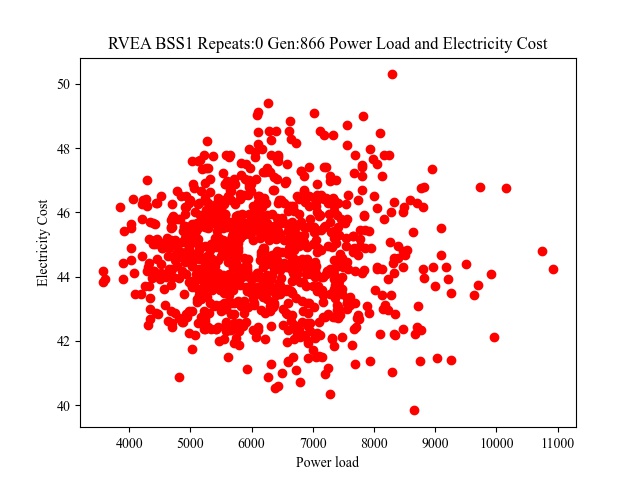 RVEA BSS1 Repeats:0 Gen:866 Power Load and Electricity Cost
50
48
46
44
42
40
Electricity Cost
4000 5000 6000 7000 8000 9000 10000 11000
Power load